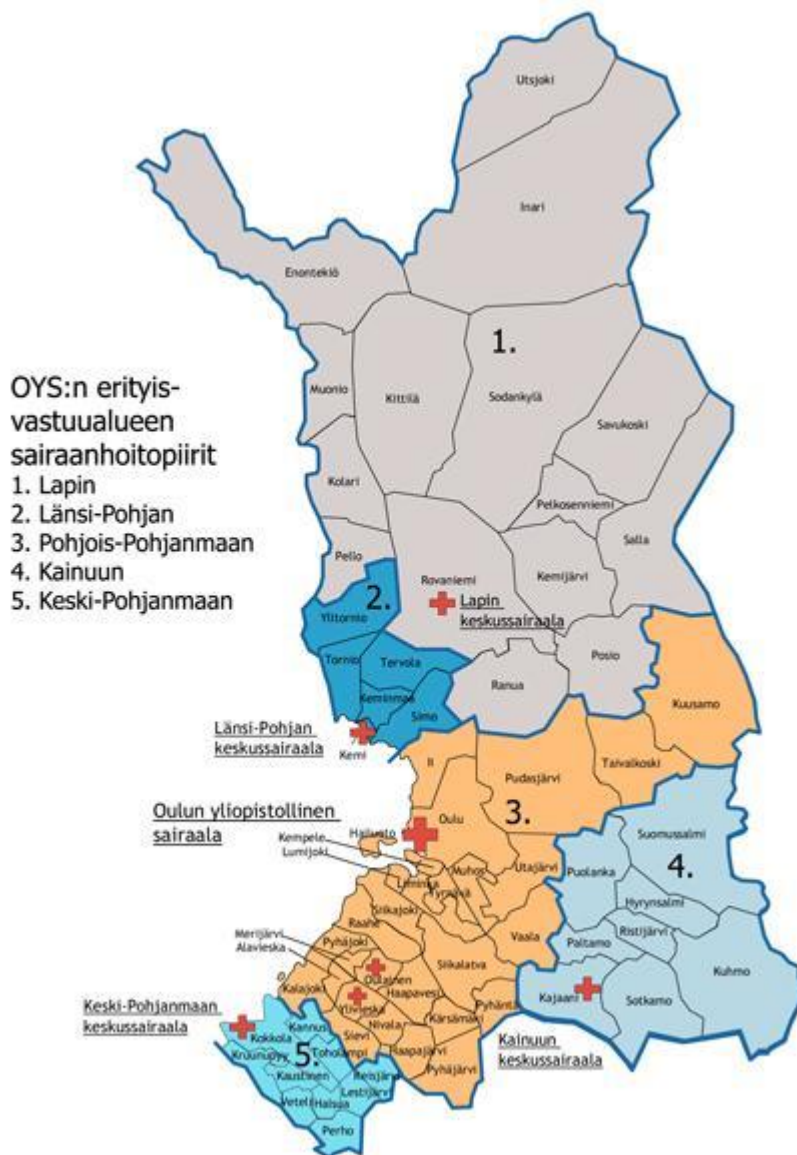 Utsjoki
Inari
Enontekiö
1.
Muonio
Kittilä
Sodankylä
Savukoski
OYS:n erityis-
vastuualueen
sairaanhoitopiirit
1. Lapin
2. Länsi-Pohjan
3. Pohjois-Pohjanmaan
4. Kainuun
5. Keski-Pohjanmaan
Kolari
Pelkosenniemi
Salla
Pello
Rovaniemi
Kemijärvi
2.
Lapin
keskussairaala
Ylitornio
Tornio
Tervola
Posio
Ranua
Keminmaa
Simo
Kuusamo
Länsi-Pohjan
keskussairaala
Kemi
Ii
Pudasjärvi
Taivalkoski
Oulun yliopistollinen
sairaala
3.
Oulu
Hailuoto
Kempele
Lumijoki
Suomussalmi
4.
Puolanka
Muhos
Utajärvi
Liminka
Tyrnävä
Hyrynsalmi
Siikajoki
Raahe
Merijärvi
Alavieska
Pyhäjoki
Vaala
Ristijärvi
Paltamo
Siikalatva
Kuhmo
Oulainen
Haapavesi
Kalajoki
Ylivieska
Pyhäntä
Kajaani
Sotkamo
Keski-Pohjanmaan
keskussairaala
Kannus
Kokkola
Sievi
Nivala
Kärsämäki
Kainuun
keskussairaala
5.
Kruunupyy
Toholampi
Haapajärvi
Pyhäjärvi
Kaustinen
Reisjärvi
Lestijärvi
Veteli
Halsua
Perho